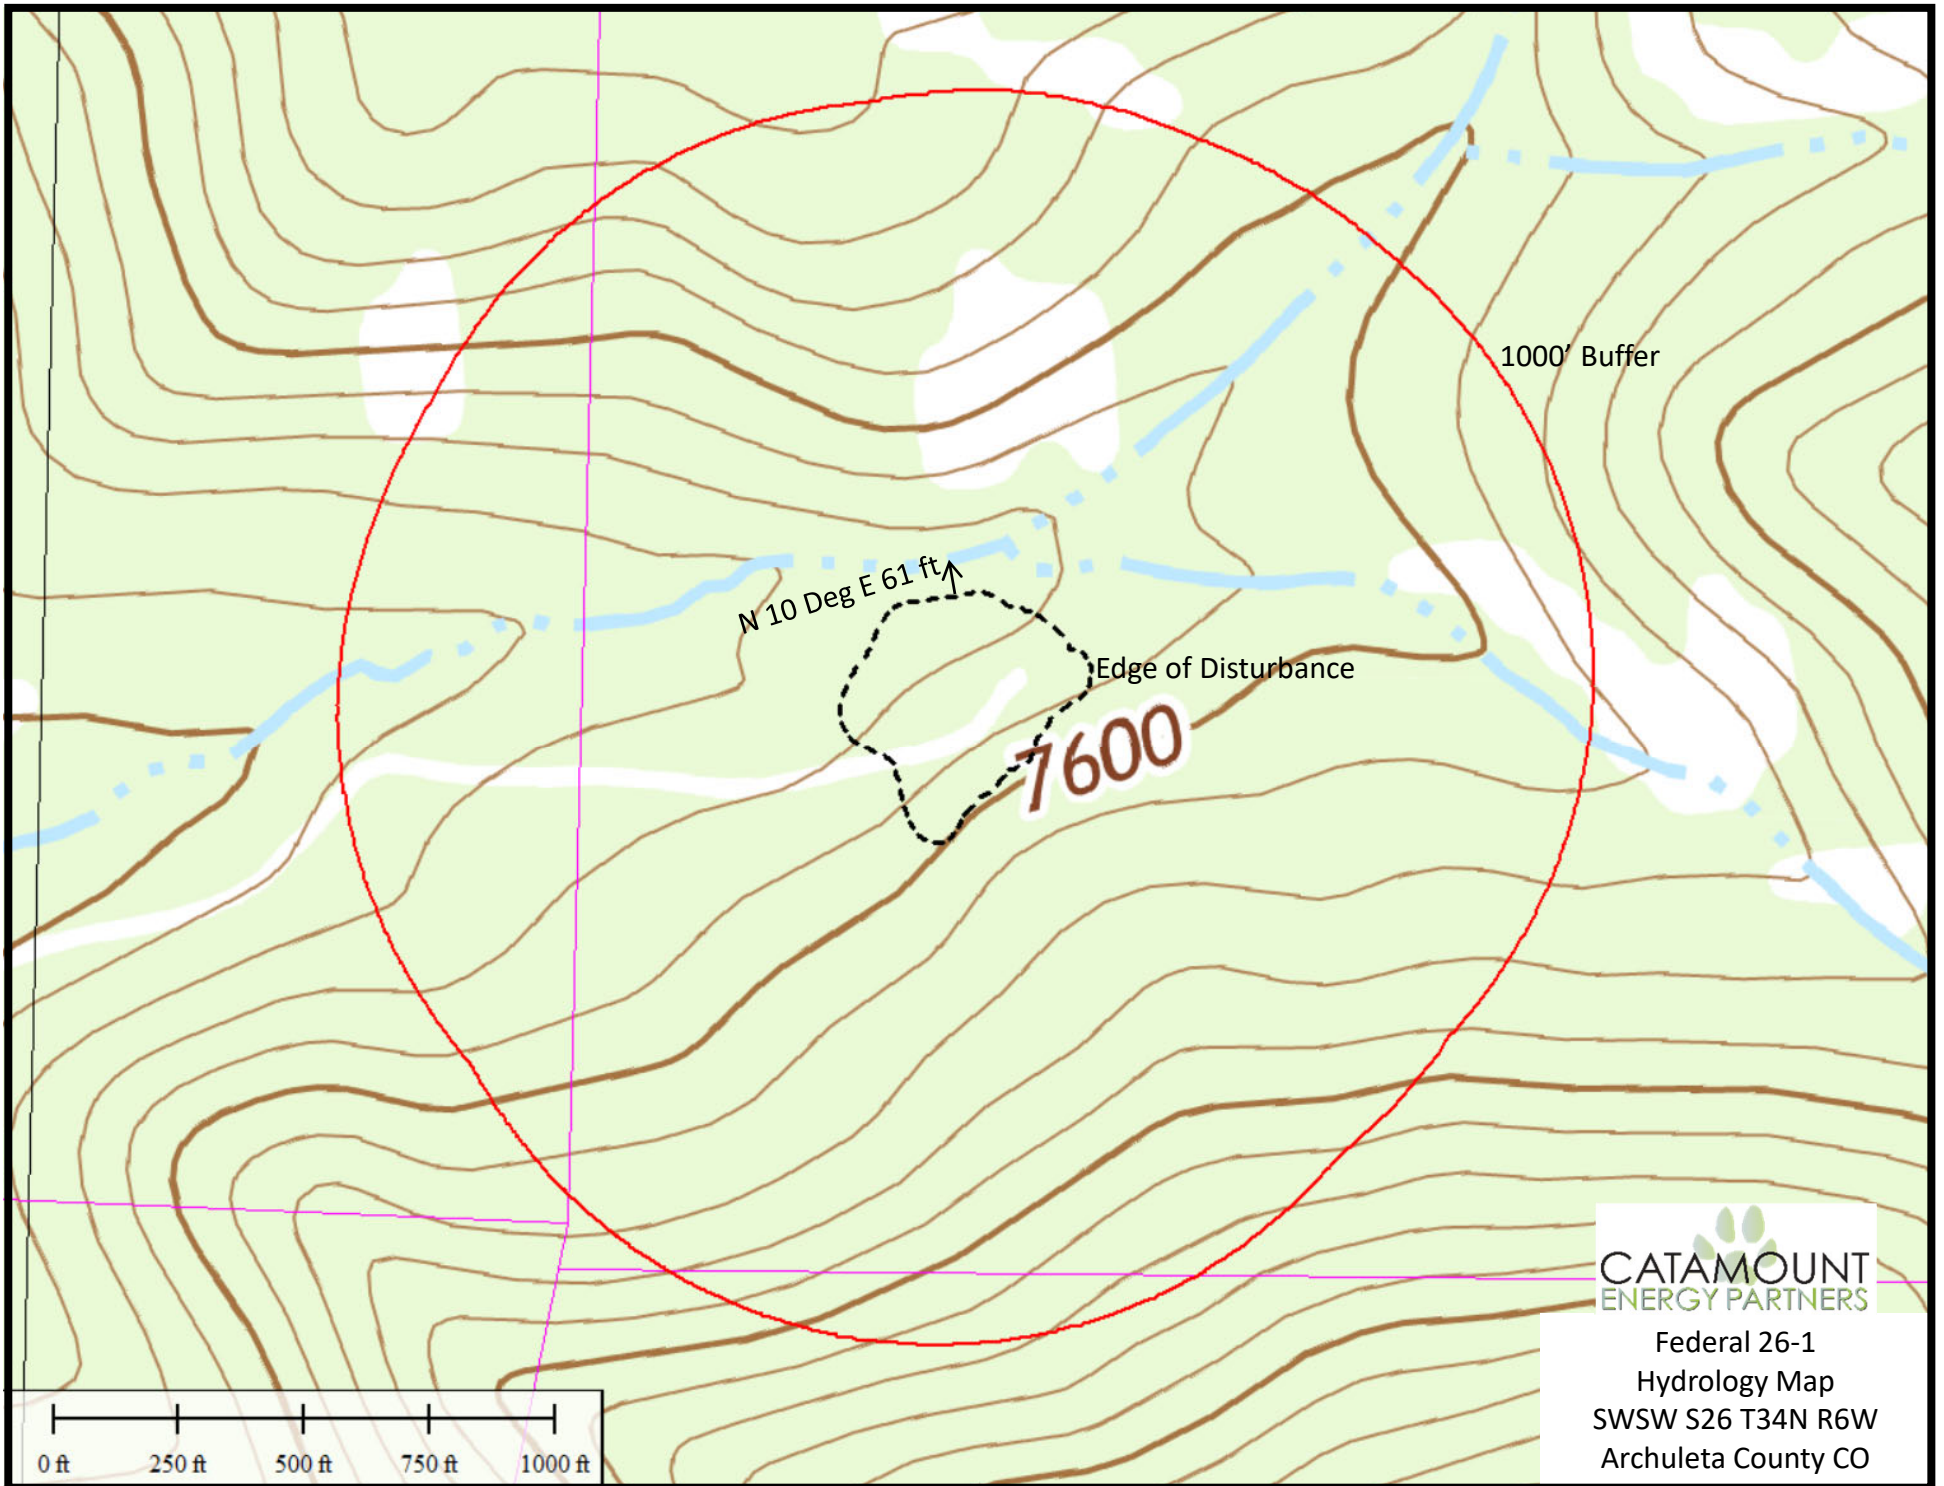 1000' Buffer
N 10 Deg E 61 ft
Edge of Disturbance
7600
CATAMOUNT
ENERGY PARTNERS
Federal 26-1
Hydrology Map
SWSW S26 T34N R6W
Archuleta County CO
0 ft 250 ft 500 ft 750 ft 1000 ft